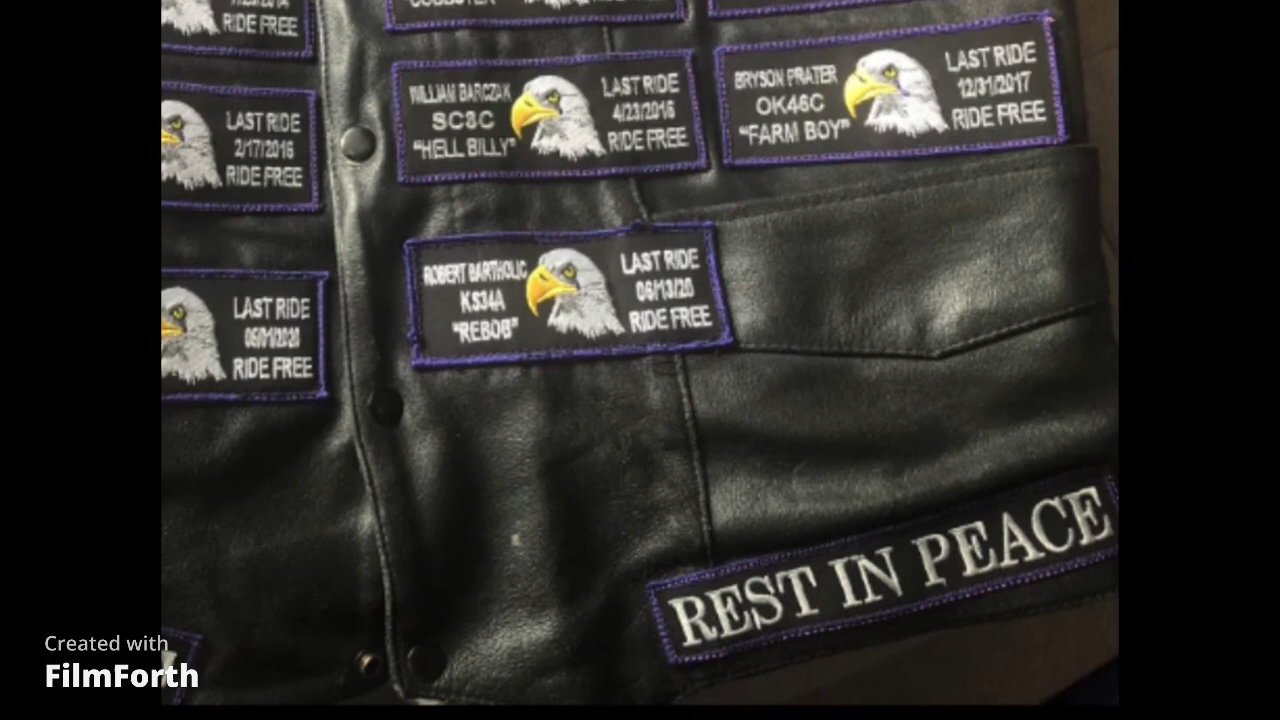 RIDE FREE
WILLIAM BARCZAK
SC8C
"HELL BILLY"
LAST RIDE
4/23/2016
RIDE FREE
BRYSON PRATER
OK46C
"FARM BOY"
LAST RIDE
12/31/2017
RIDE FREE
LAST RIDE
2/17/2016
RIDE FREE
ROBERT BARTHOLIC
KS34A
"REBOB"
LAST RIDE
06/13/20
RIDE FREE
LAST RIDE
RIDE FREE
REST IN PEACE
Created with
FilmForth